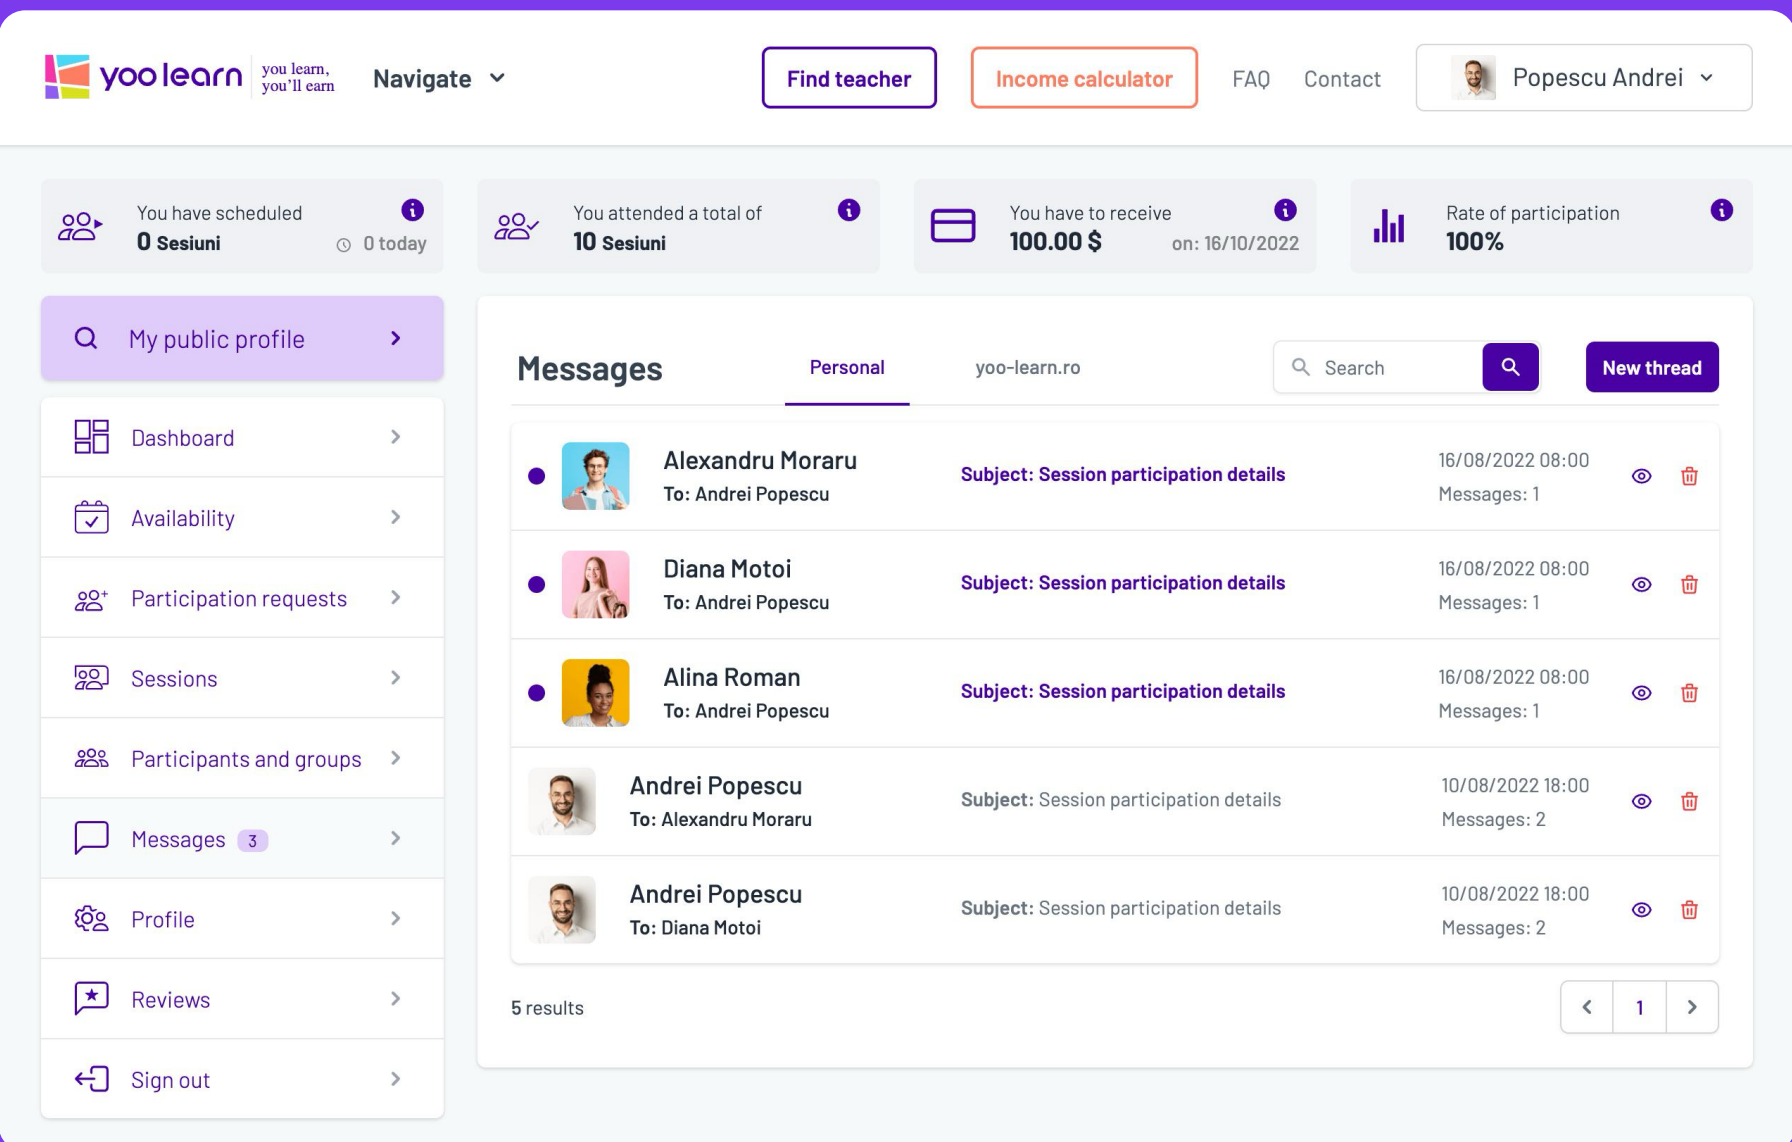 yoo learn
you learn,
you'll earn
Navigate
Find teacher
Income calculator
FAQ
Contact
Popescu Andrei
You have scheduled
0 Sesiuni
0 today
You attended a total of
10 Sesiuni
You have to receive
100.00 $
on: 16/10/2022
Rate of participation
100%
My public profile
Dashboard
Availability
Participation requests
Sessions
Participants and groups
Messages 3
Profile
Reviews
Sign out
Messages
Personal
yoo-learn.ro
Search
New thread
Alexandru Moraru
To: Andrei Popescu
Subject: Session participation details
16/08/2022 08:00
Messages: 1
Diana Motoi
To: Andrei Popescu
Subject: Session participation details
16/08/2022 08:00
Messages: 1
Alina Roman
To: Andrei Popescu
Subject: Session participation details
16/08/2022 08:00
Messages: 1
Andrei Popescu
To: Alexandru Moraru
Subject: Session participation details
10/08/2022 18:00
Messages: 2
Andrei Popescu
To: Diana Motoi
Subject: Session participation details
10/08/2022 18:00
Messages: 2
5 results
1